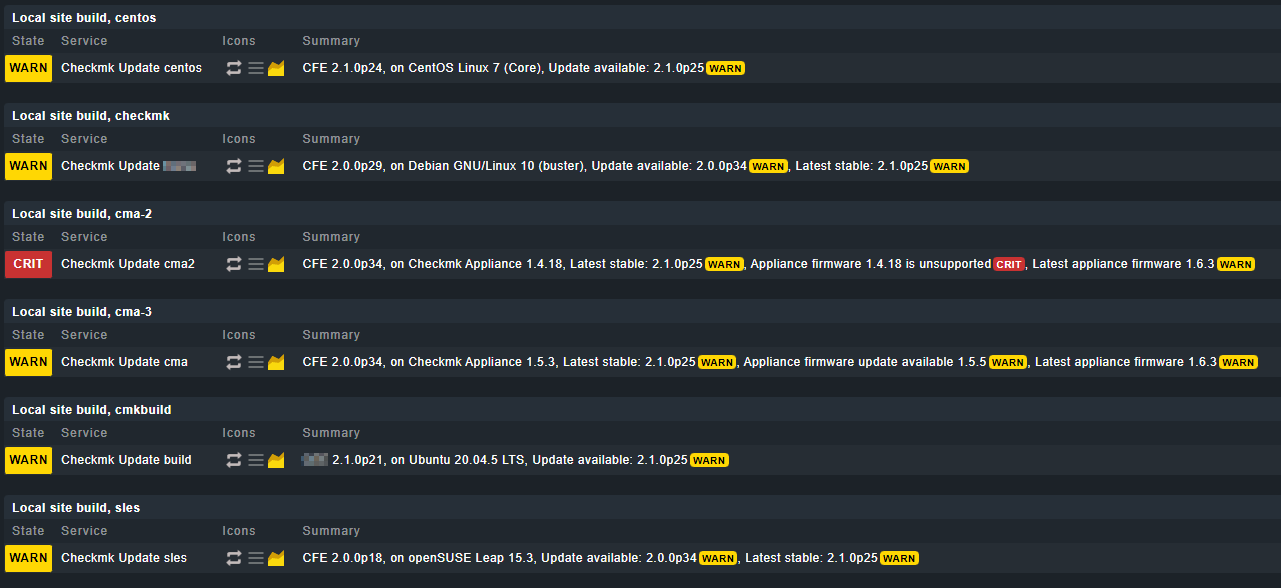 Local site build, centos
State Service Icons Summary
WARN Checkmk Update centos CFE 2.1.0p24, on CentOS Linux 7 (Core), Update available: 2.1.0p25 WARN
Local site build, checkmk
State Service Icons Summary
WARN Checkmk Update CFE 2.0.0p29, on Debian GNU/Linux 10 (buster), Update available: 2.0.0p34 WARN, Latest stable: 2.1.0p25 WARN
Local site build, cma-2
State Service Icons Summary
CRIT Checkmk Update cma2 CFE 2.0.0p34, on Checkmk Appliance 1.4.18, Latest stable: 2.1.0p25 WARN, Appliance firmware 1.4.18 is unsupported CRIT, Latest appliance firmware 1.6.3 WARN
Local site build, cma-3
State Service Icons Summary
WARN Checkmk Update cma CFE 2.0.0p34, on Checkmk Appliance 1.5.3, Latest stable: 2.1.0p25 WARN, Appliance firmware update available 1.5.5 WARN, Latest appliance firmware 1.6.3 WARN
Local site build, cmkbuild
State Service Icons Summary
WARN Checkmk Update build 2.1.0p21, on Ubuntu 20.04.5 LTS, Update available: 2.1.0p25 WARN
Local site build, sles
State Service Icons Summary
WARN Checkmk Update sles CFE 2.0.0p18, on openSUSE Leap 15.3, Update available: 2.0.0p34 WARN, Latest stable: 2.1.0p25 WARN